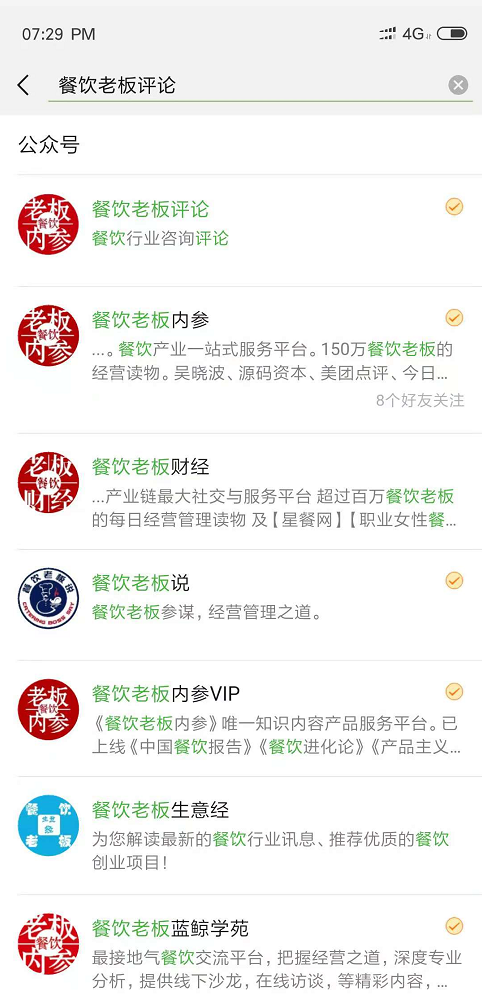 07:29 PM
4G
餐饮老板评论
公众号
老板
餐饮
内参
餐饮老板评论
餐饮行业咨询评论
老板
餐饮
内参
餐饮老板内参
...。餐饮产业一站式服务平台。150万餐饮老板的
经营读物。吴晓波、源码资本、美团点评、今日...
8个好友关注
老板
餐饮
财经
餐饮老板财经
...产业链最大社交与服务平台 超过百万餐饮老板
的每日经营管理读物 及【星餐网】【职业女性餐...
餐饮老板说
CATERING BOSS SAY
餐饮老板说
餐饮老板参谋，经营管理之道。
老板
餐饮
内参
餐饮老板内参VIP
《餐饮老板内参》唯一知识内容产品服务平台。已
上线《中国餐饮报告》《餐饮进化论》《产品主义...
餐 饮
生意
老 板
餐饮老板生意经
为您解读最新的餐饮行业讯息、推荐优质的餐饮
创业项目！
老板
餐饮
内参
餐饮老板蓝鲸学苑
最接地气餐饮交流平台，把握经营之道，深度专业
分析，提供线下沙龙，在线访谈，等精彩内容，...